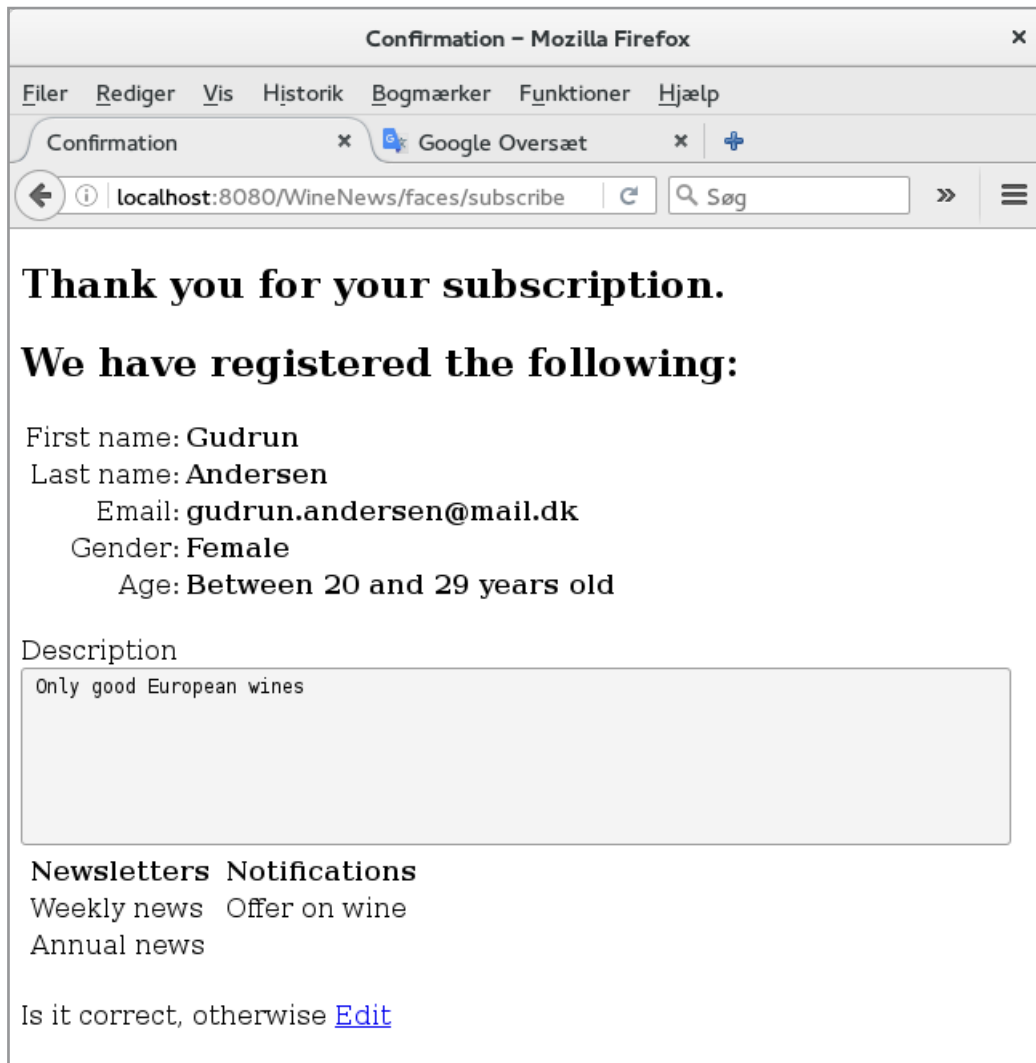 Confirmation – Mozilla Firefox ×
Filer Rediger Vis Historik Bogmærker Funktioner Hjælp
Confirmation × Google Oversæt ×
localhost:8080/WineNews/faces/subscribe Søg »
Thank you for your subscription.
We have registered the following:
First name: Gudrun
Last name: Andersen
Email: gudrun.andersen@mail.dk
Gender: Female
Age: Between 20 and 29 years old
Description
Only good European wines
Newsletters Notifications
Weekly news Offer on wine
Annual news
Is it correct, otherwise Edit